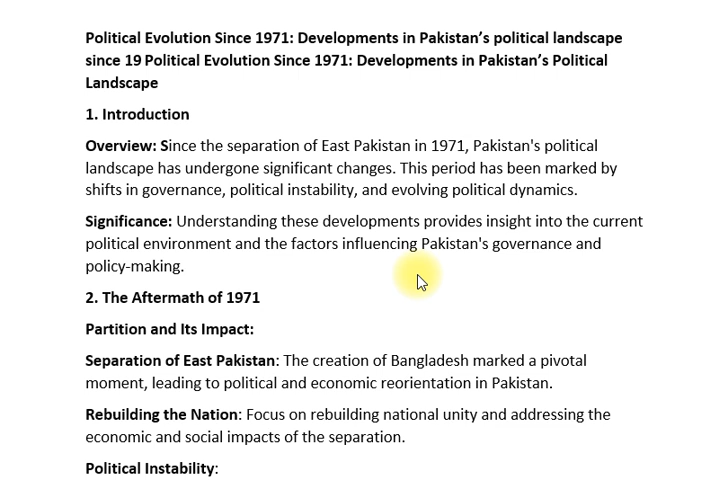 Political Evolution Since 1971: Developments in Pakistan’s political landscape
since 19 Political Evolution Since 1971: Developments in Pakistan’s Political
Landscape
1. Introduction
Overview: Since the separation of East Pakistan in 1971, Pakistan's political
landscape has undergone significant changes. This period has been marked by
shifts in governance, political instability, and evolving political dynamics.
Significance: Understanding these developments provides insight into the current
political environment and the factors influencing Pakistan's governance and
policy-making.
2. The Aftermath of 1971
Partition and Its Impact:
Separation of East Pakistan: The creation of Bangladesh marked a pivotal
moment, leading to political and economic reorientation in Pakistan.
Rebuilding the Nation: Focus on rebuilding national unity and addressing the
economic and social impacts of the separation.
Political Instability: